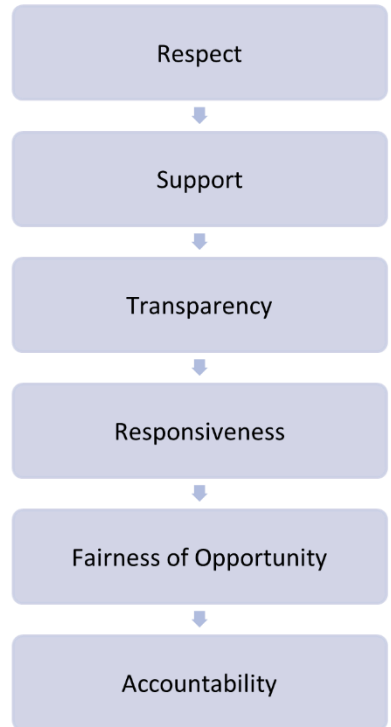 Respect
Support
Transparency
Responsiveness
Fairness of Opportunity
Accountability